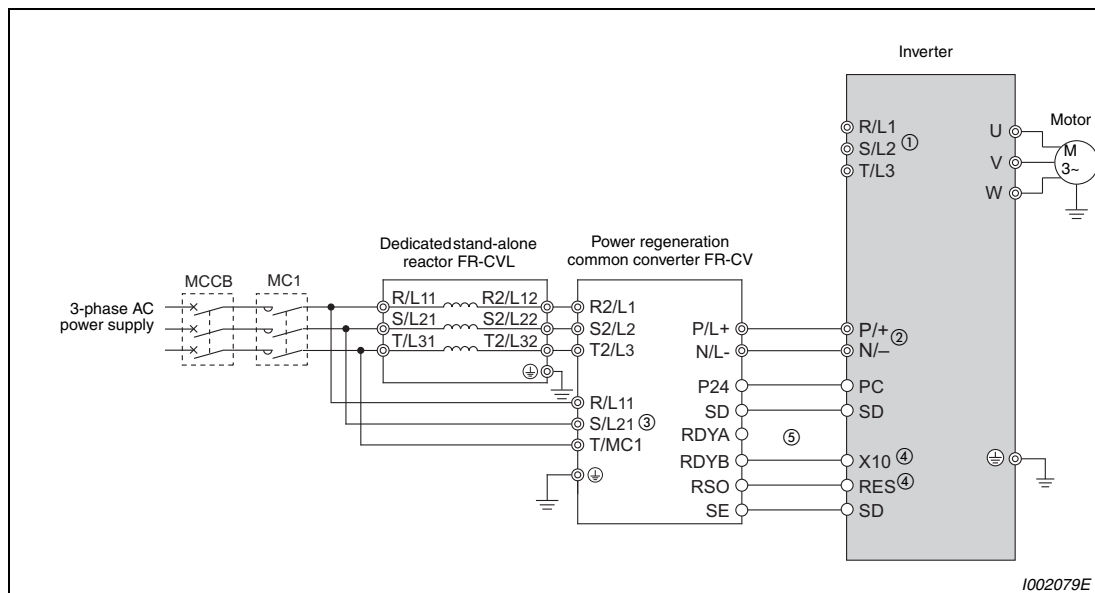 Inverter
R/L1
S/L2 ①
T/L3
U
V
W
Motor
M
3~
Dedicated stand-alone
reactor FR-CVL
Power regeneration
common converter FR-CV
MCCB
MC1
3-phase AC
power supply
R/L11
R2/L12
S/L21
S2/L22
T/L31
T2/L32
R2/L1
S2/L2
T2/L3
R/L11
S/L21 ③
T/MC1
P/L+
N/L-
P24
SD
RDYA
RDYB
RSO
SE
⑤
P/+
N/– ②
PC
SD
X10 ④
RES ④
SD
I002079E